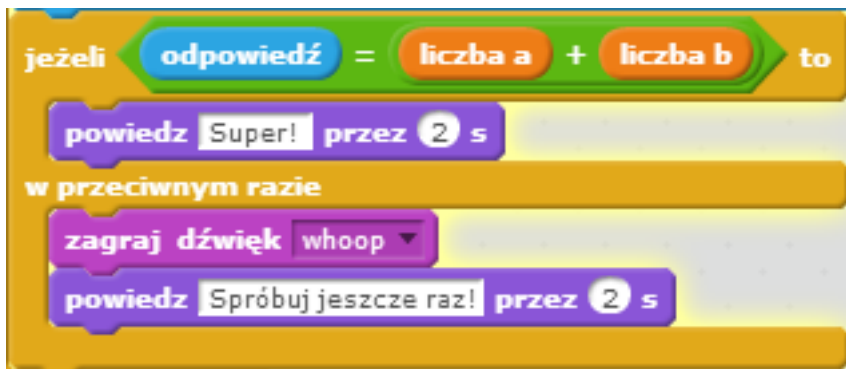 jeżeli odpowiedź = liczba a + liczba b to
powiedz Super! przez 2 s
w przeciwnym razie
zagraj dźwięk whoop
powiedz Spróbuj jeszcze raz! przez 2 s